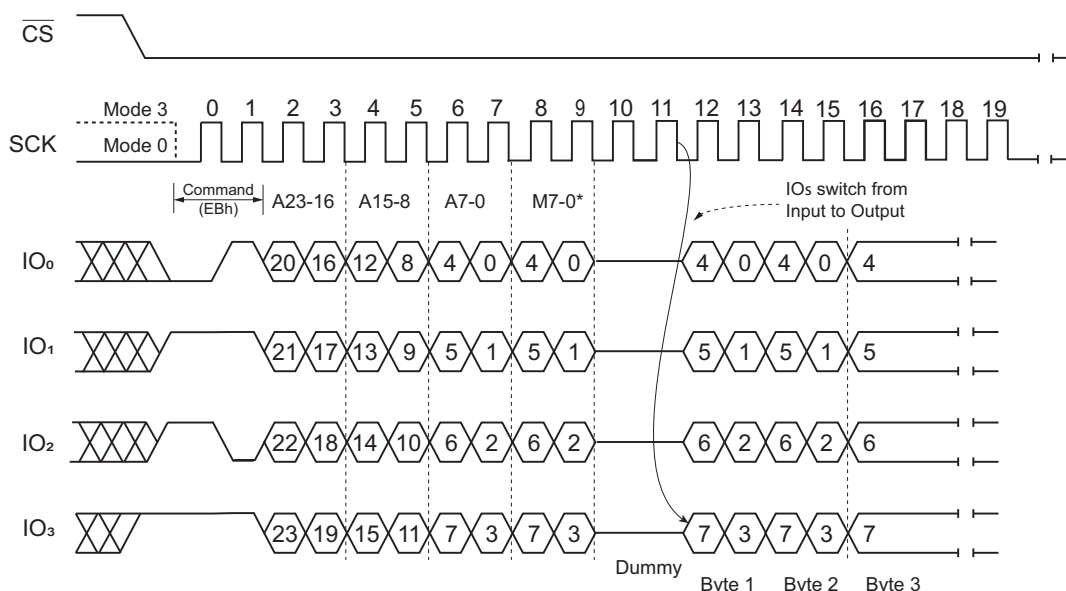 CS
Mode 3
0 1 2 3 4 5 6 7 8 9 10 11 12 13 14 15 16 17 18 19
SCK
Mode 0
Command
(EBh)
A23-16 A15-8 A7-0 M7-0*
IOs switch from
Input to Output
IO₀
20 16 12 8 4 0 4 0 4 0 4 0 4
IO₁
21 17 13 9 5 1 5 1 5 1 5 1 5
IO₂
22 18 14 10 6 2 6 2 6 2 6 2 6
IO₃
23 19 15 11 7 3 7 3 7 3 7 3 7
Dummy
Byte 1 Byte 2 Byte 3